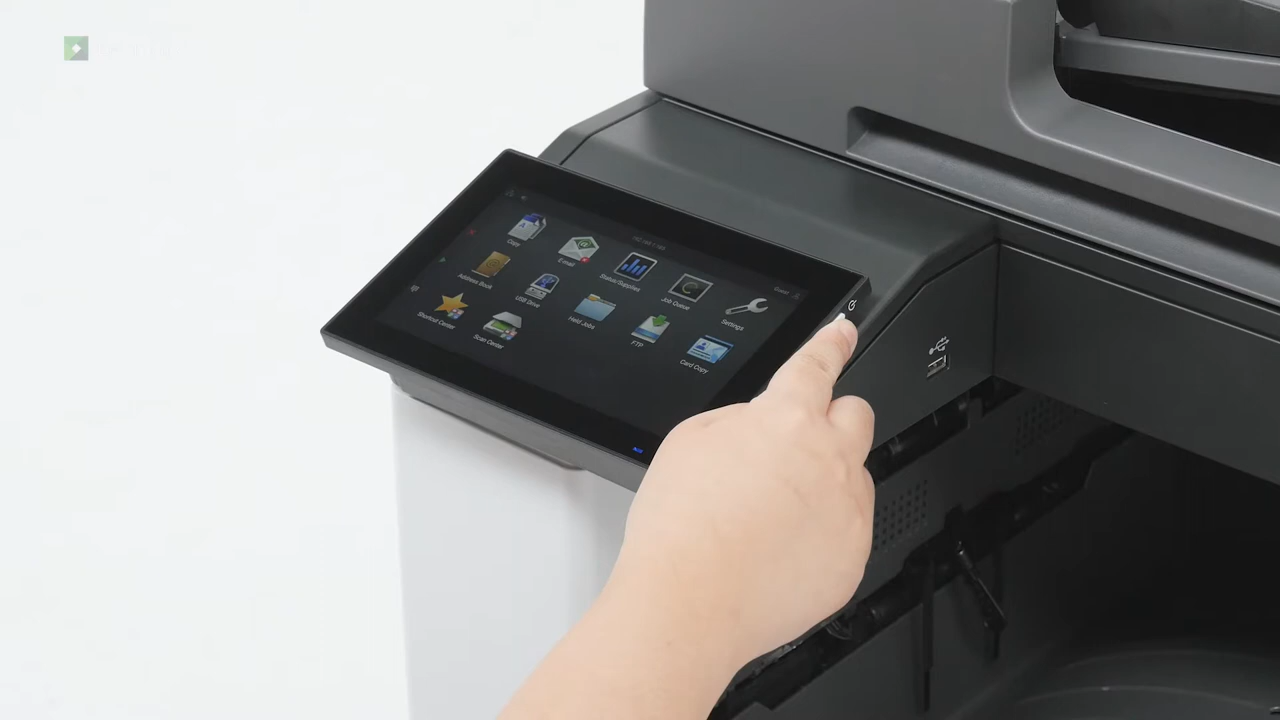 Guest
Copy
E-mail
Status/Supplies
Job Queue
Settings
Address Book
USB Drive
Held Jobs
FTP
Card Copy
Shortcut Center
Scan Center